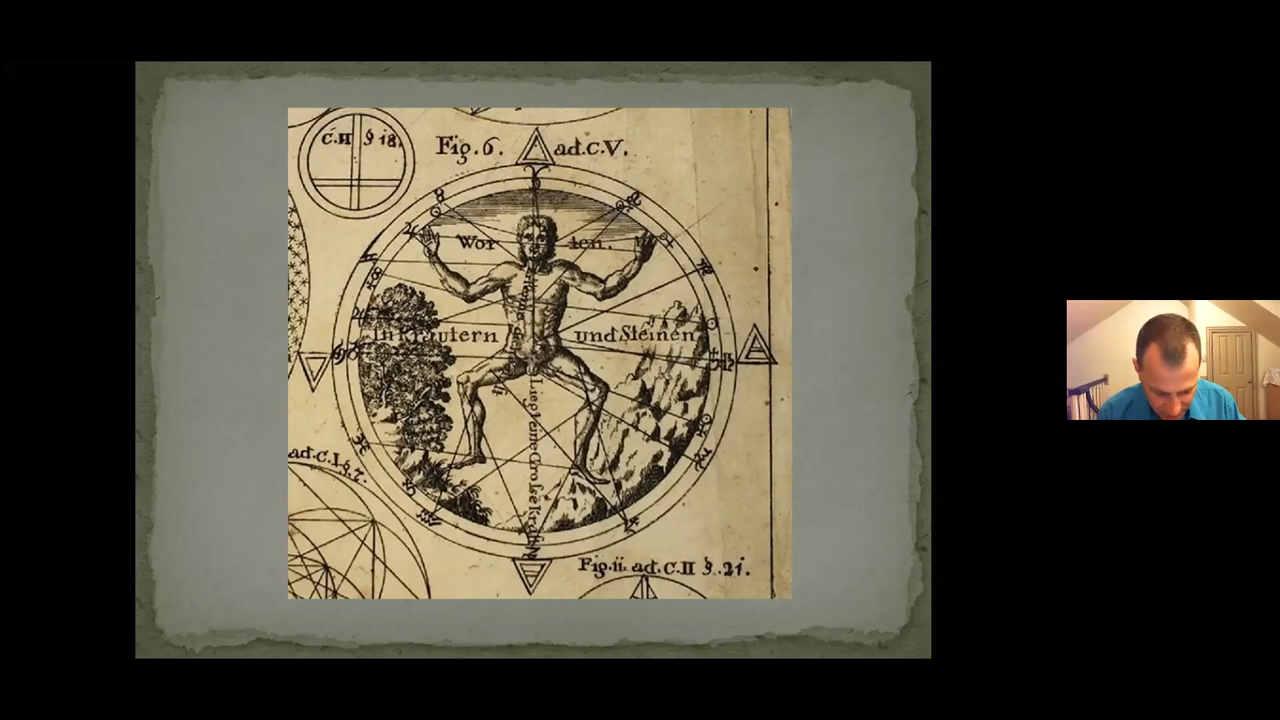 C.II § 18.
Fig. 6. ad.C.V.
Wor ten.
In Kräutern und Steinen
Liegt eine Große Kraft
ad.C.I.§.7.
Fig.ii. ad.C.II §.21.